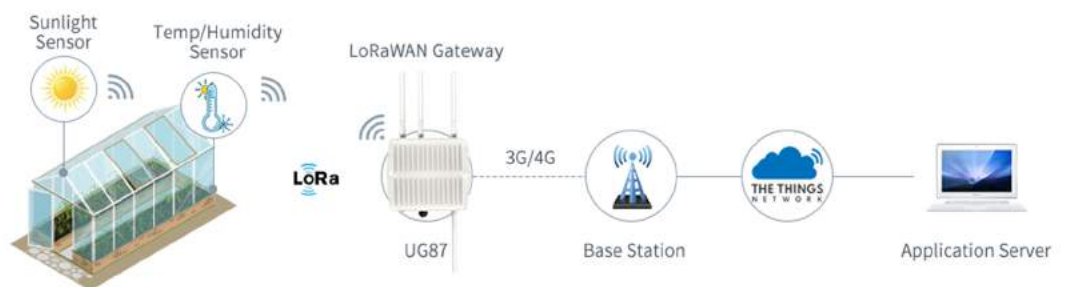 Sunlight
Sensor
Temp/Humidity
Sensor
LoRaWAN Gateway
LoRa
3G/4G
THE THINGS
NETWORK
UG87
Base Station
Application Server